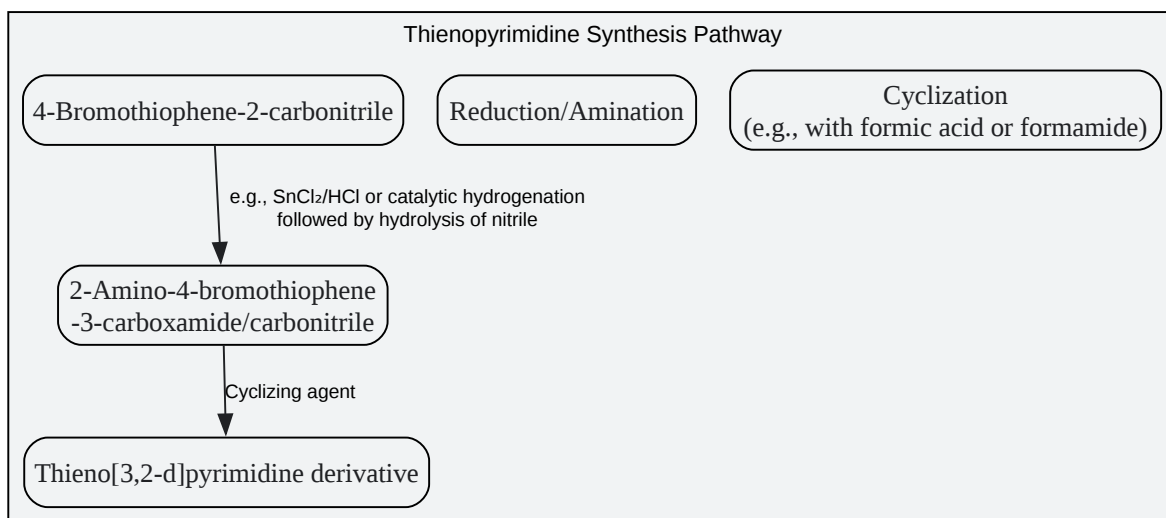 Thienopyrimidine Synthesis Pathway
4-Bromothiophene-2-carbonitrile
Reduction/Amination
Cyclization
(e.g., with formic acid or formamide)
e.g., SnCl₂/HCl or catalytic hydrogenation
followed by hydrolysis of nitrile
2-Amino-4-bromothiophene
-3-carboxamide/carbonitrile
Cyclizing agent
Thieno[3,2-d]pyrimidine derivative